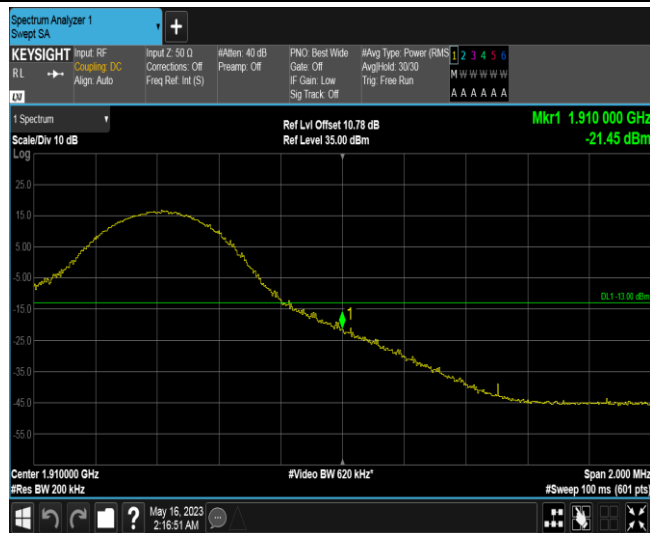 Spectrum Analyzer 1
Swept SA
+
KEYSIGHT
RL
Input: RF
Coupling: DC
Align: Auto
Input Z: 50 Ω
Corrections: Off
Freq Ref: Int (S)
#Atten: 40 dB
Preamp: Off
PNO: Best Wide
Gate: Off
IF Gain: Low
Sig Track: Off
#Avg Type: Power (RMS
Avg|Hold: 30/30
Trig: Free Run
1 2 3 4 5 6
M W W W W W
A A A A A A
LXI
1 Spectrum
Scale/Div 10 dB
Log
Ref Lvl Offset 10.78 dB
Ref Level 35.00 dBm
Mkr1 1.910 000 GHz
-21.45 dBm
25.0
15.0
5.00
-5.00
DL1 -13.00 dBm
-15.0
1
-25.0
-35.0
-45.0
-55.0
Center 1.910000 GHz
#Res BW 200 kHz
#Video BW 620 kHz*
Span 2.000 MHz
#Sweep 100 ms (601 pts)
?
May 16, 2023
2:16:51 AM